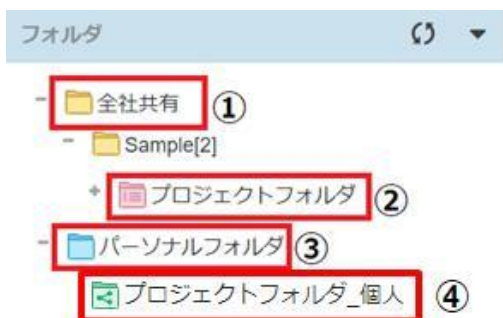 フォルダ
全社共有 ①
Sample[2]
プロジェクトフォルダ ②
パーソナルフォルダ ③
プロジェクトフォルダ_個人 ④